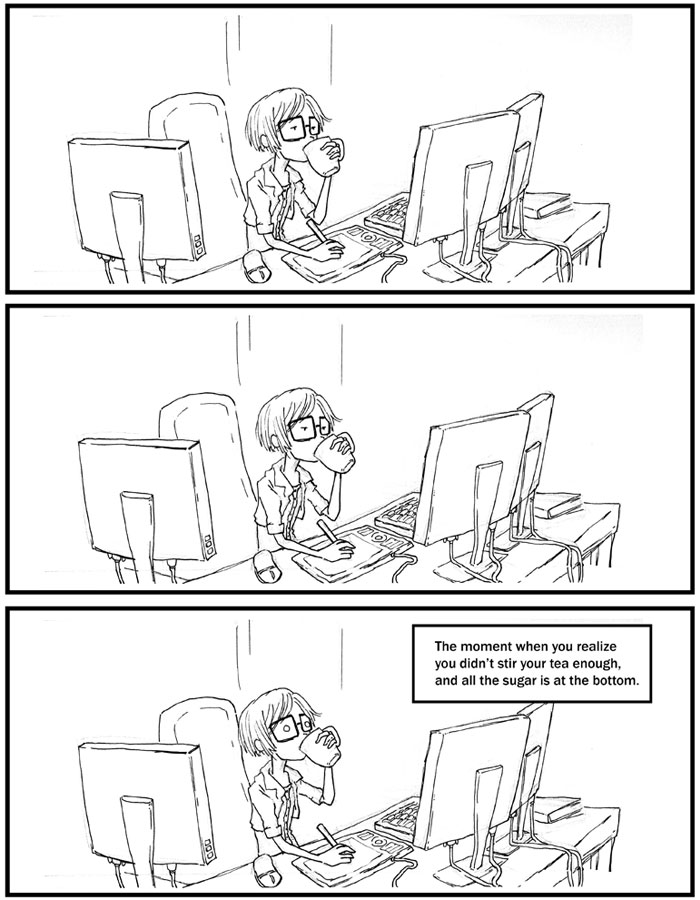 The moment when you realize
you didn't stir your tea enough,
and all the sugar is at the bottom.